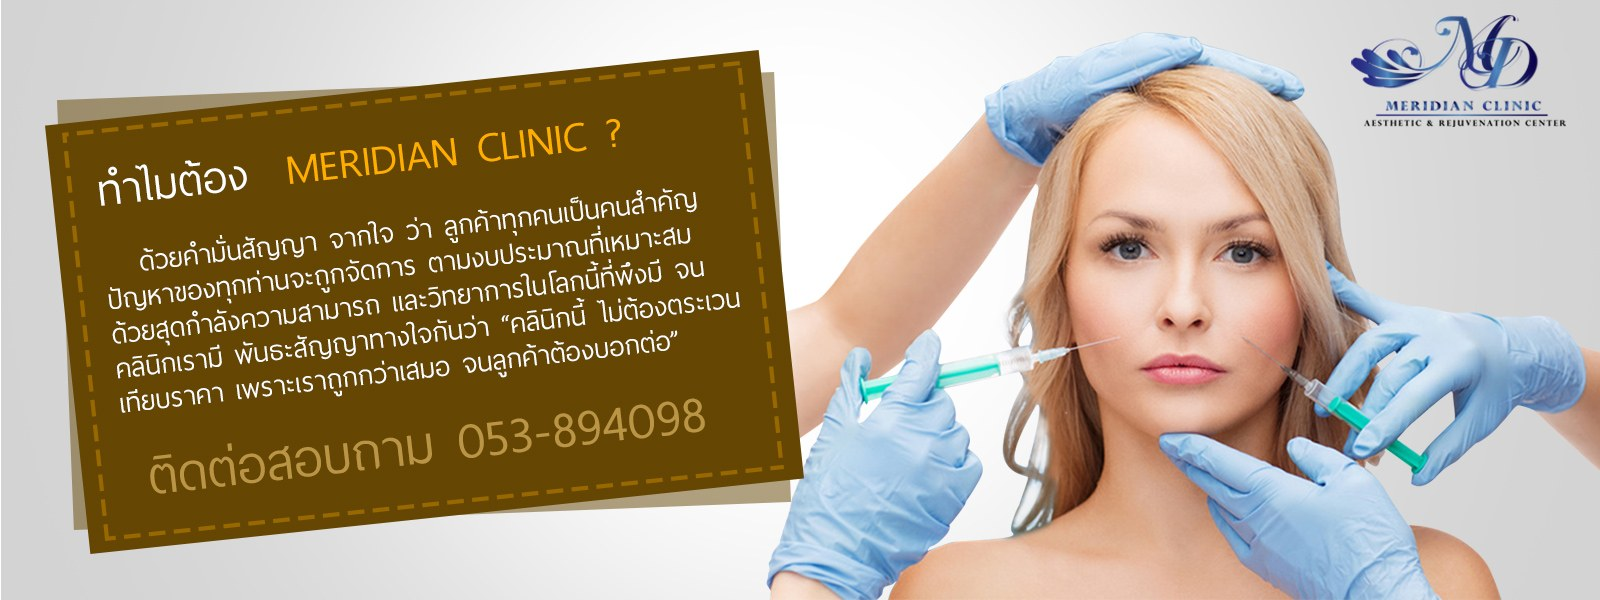 ทำไมต้อง MERIDIAN CLINIC ?
ด้วยคำมั่นสัญญา จากใจ ว่า ลูกค้าทุกคนเป็นคนสำคัญ
ปัญหาของทุกท่านจะถูกจัดการ ตามงบประมาณที่เหมาะสม
ด้วยสุดกำลังความสามารถ และวิทยาการในโลกนี้ที่พึงมี จน
คลินิกเรามี พันธะสัญญาทางใจกันว่า “คลินิกนี้ ไม่ต้องตระเวน
เทียบราคา เพราะเราถูกกว่าเสมอ จนลูกค้าต้องบอกต่อ”
ติดต่อสอบถาม 053-894098
MD
MERIDIAN CLINIC
AESTHETIC & REJUVENATION CENTER